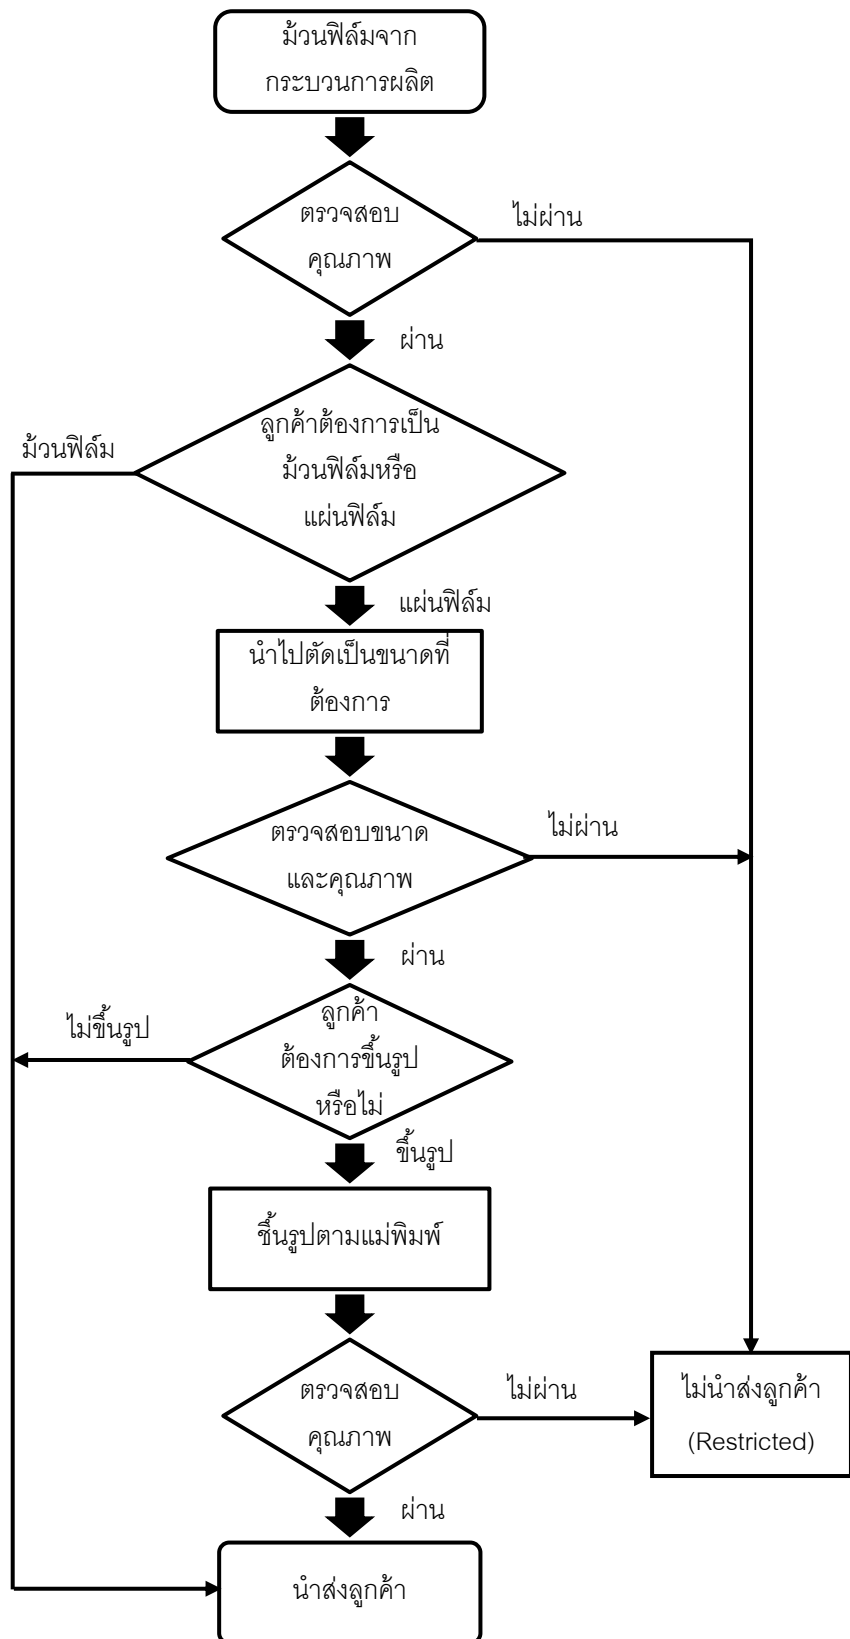 ม้วนฟิล์มจาก
กระบวนการผลิต
ตรวจสอบ
คุณภาพ
ไม่ผ่าน
ผ่าน
ลูกค้าต้องการเป็น
ม้วนฟิล์มหรือ
แผ่นฟิล์ม
ม้วนฟิล์ม
แผ่นฟิล์ม
นำไปตัดเป็นขนาดที่
ต้องการ
ตรวจสอบขนาด
และคุณภาพ
ไม่ผ่าน
ผ่าน
ลูกค้า
ต้องการขึ้นรูป
หรือไม่
ไม่ขึ้นรูป
ขึ้นรูป
ชึ้นรูปตามแม่พิมพ์
ตรวจสอบ
คุณภาพ
ไม่ผ่าน
ไม่นำส่งลูกค้า
(Restricted)
ผ่าน
นำส่งลูกค้า